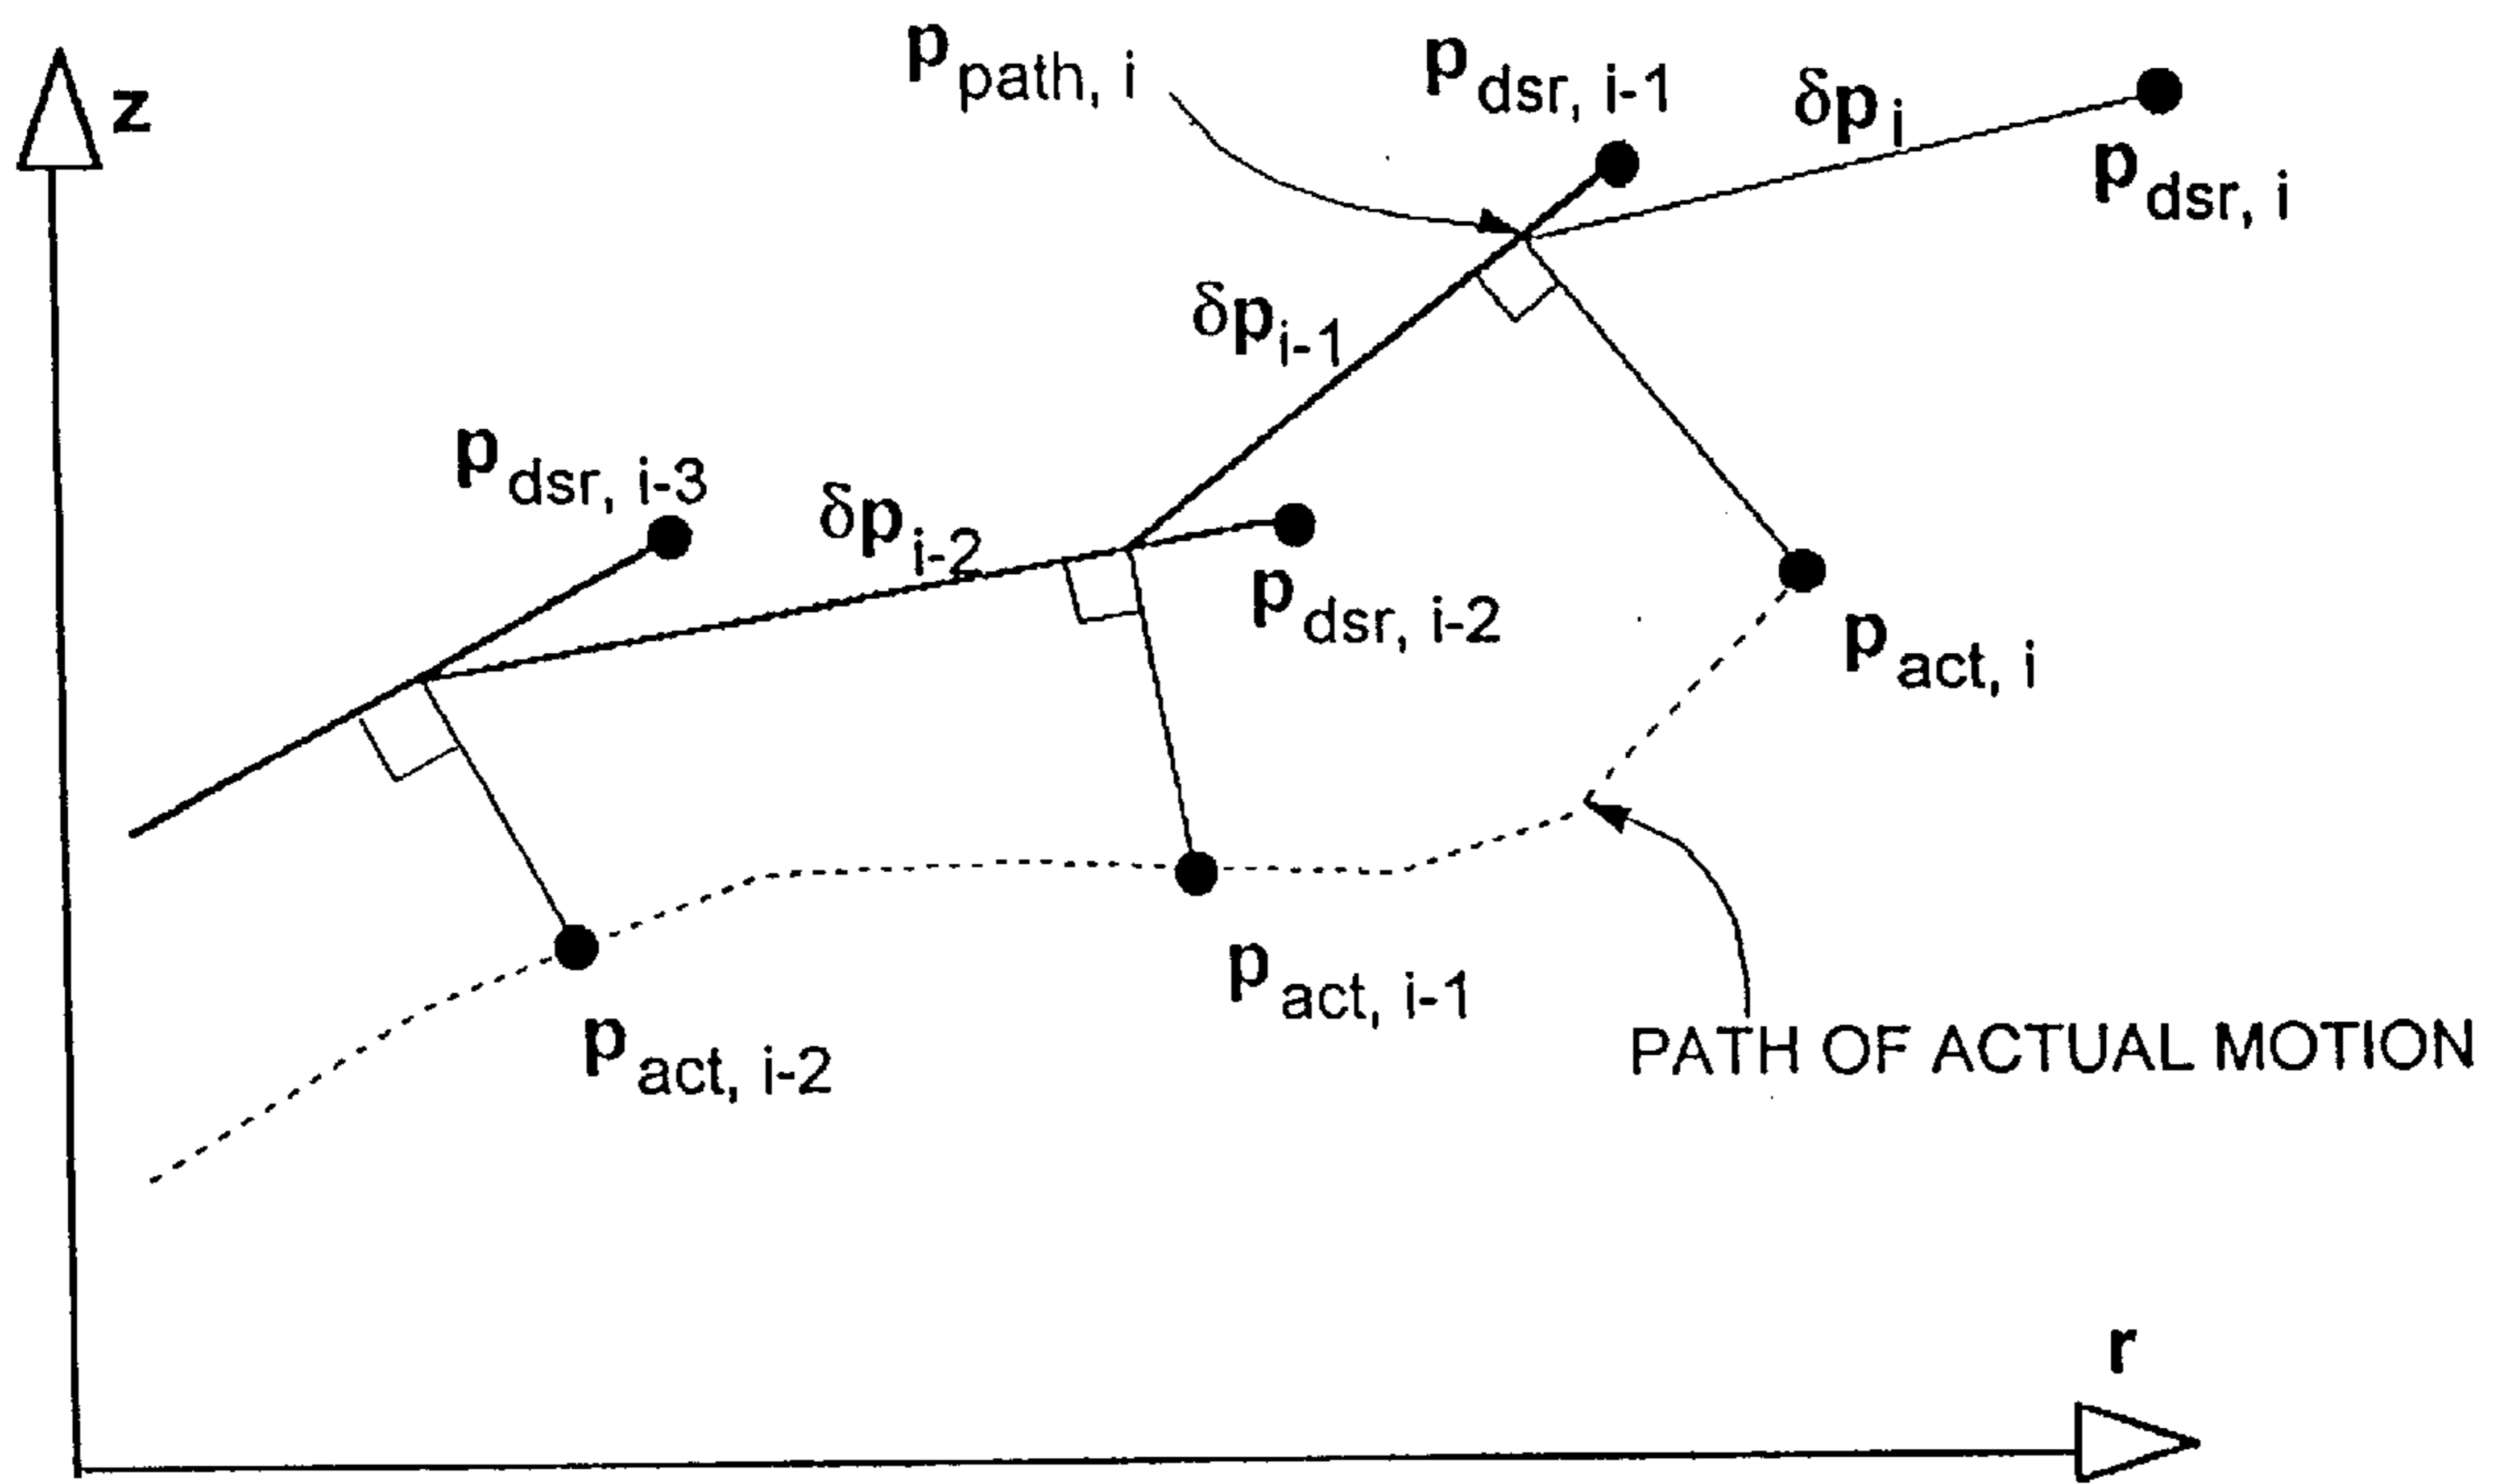 z
p path, i
p dsr, i-1
δp i
p dsr, i
δp i-1
p dsr, i-3
δp i-2
p dsr, i-2
p act, i
p act, i-1
p act, i-2
PATH OF ACTUAL MOTION
r